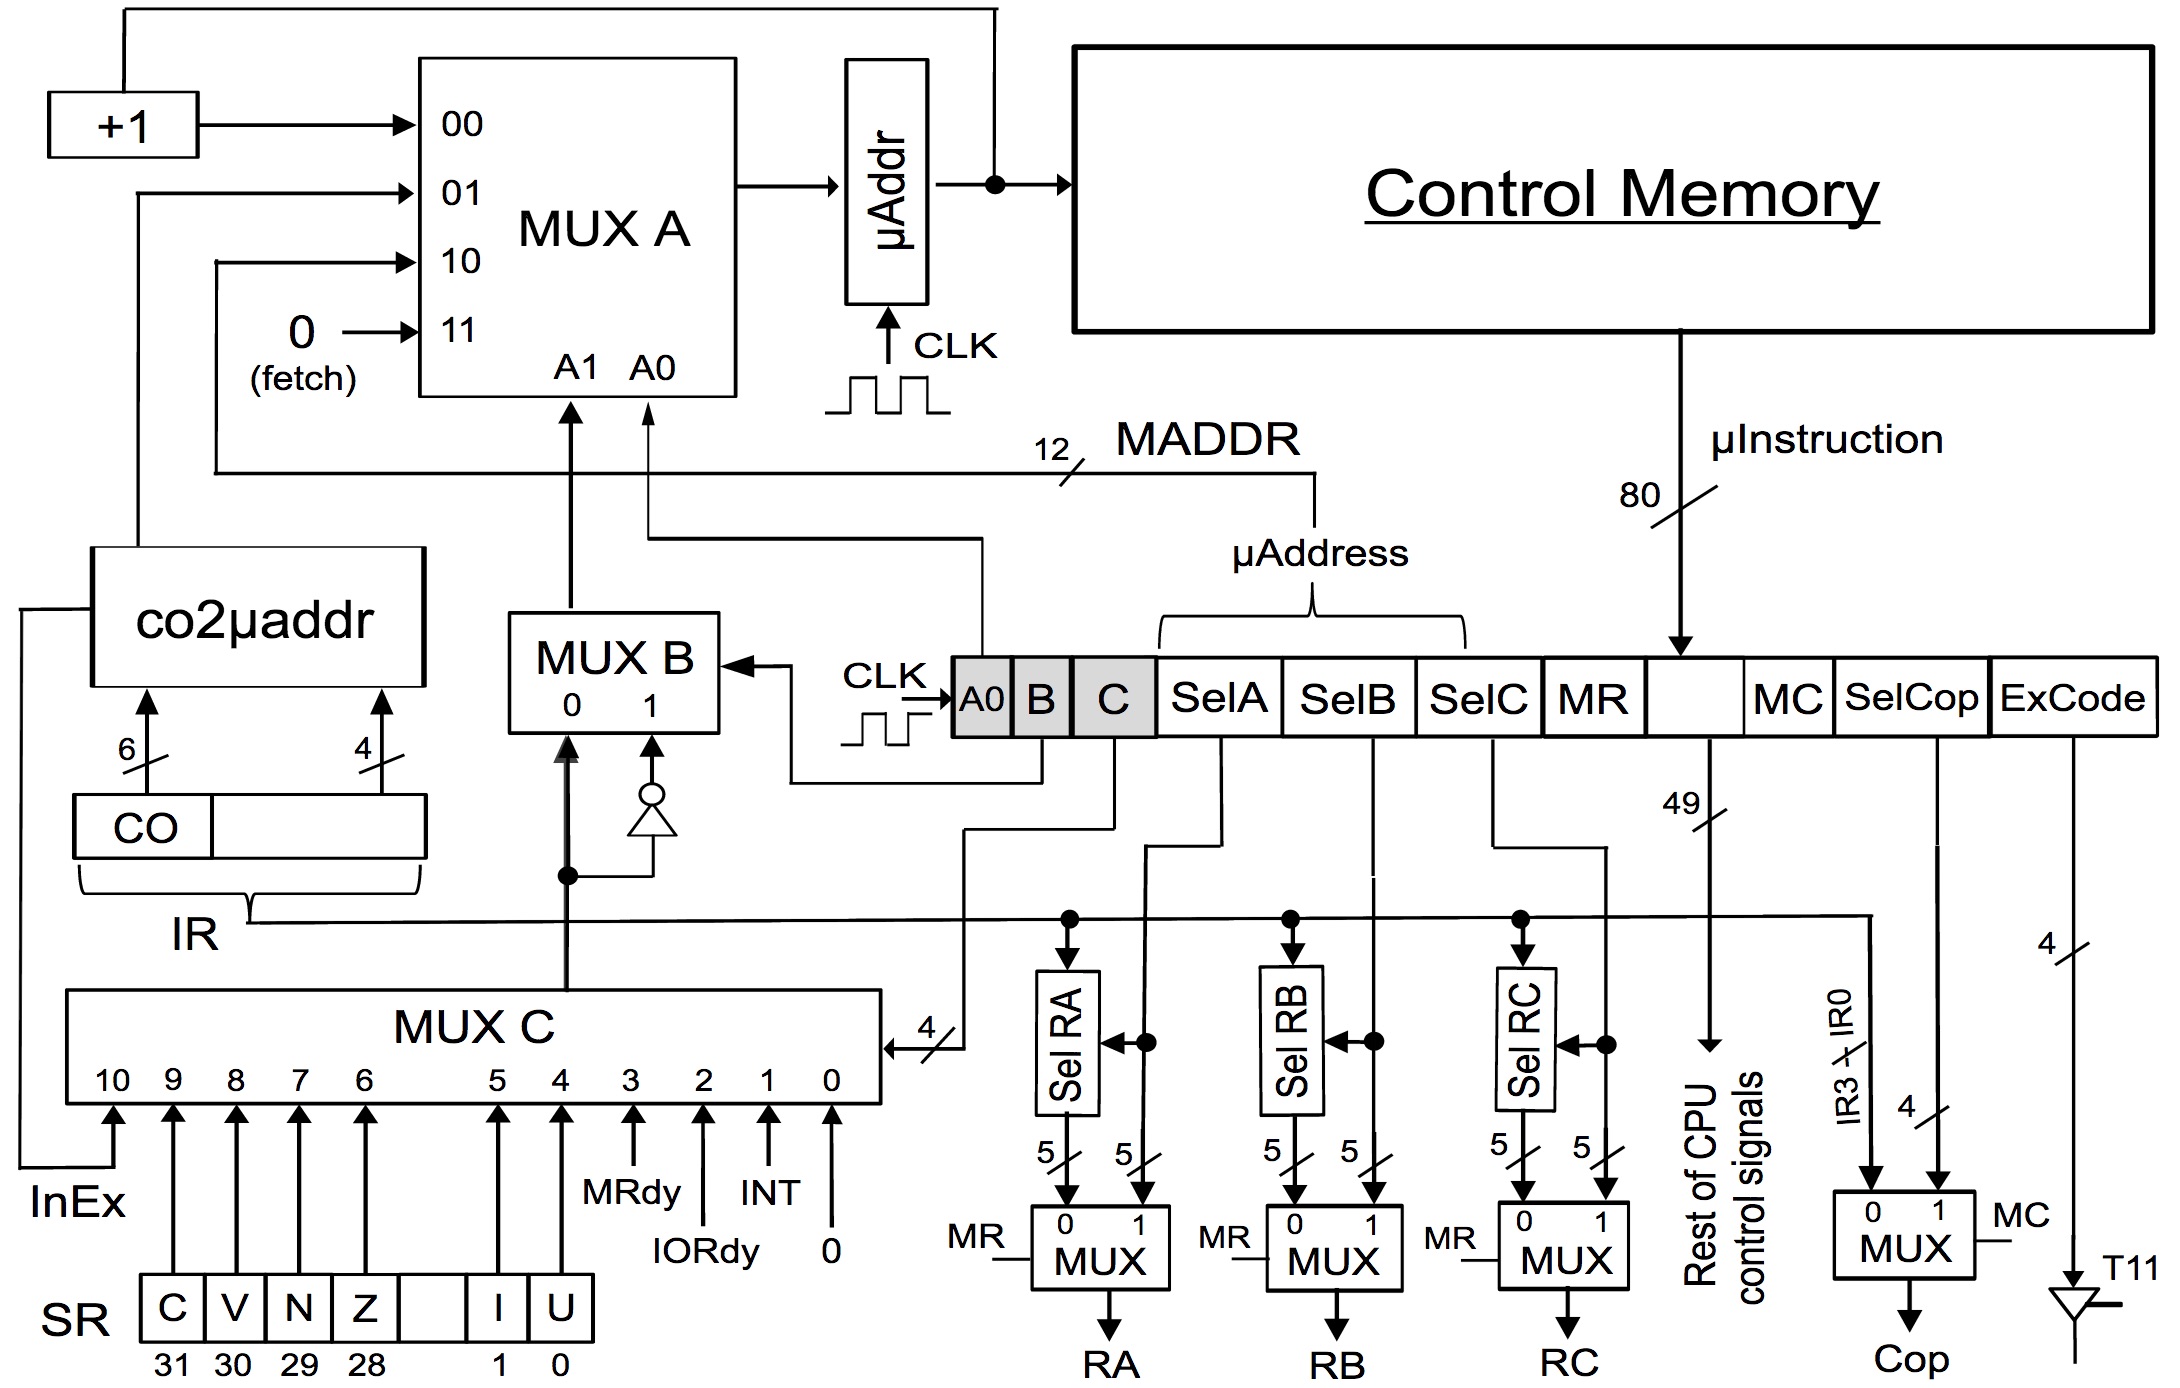 +1
00
01
10
11
0
(fetch)
MUX A
A1 A0
µAddr
CLK
Control Memory
12
MADDR
µInstruction
80
µAddress
co2µaddr
MUX B
0 1
CLK
A0 B C SelA SelB SelC MR MC SelCop ExCode
6
4
CO
IR
49
4
MUX C
4
10 9 8 7 6 5 4 3 2 1 0
InEx
MRdy
INT
IORdy
0
SR
C V N Z I U
31 30 29 28 1 0
Sel RA
Sel RB
Sel RC
5 5 5 5 5 5
MR
0 1
MUX
RA
MR
0 1
MUX
RB
MR
0 1
MUX
RC
Rest of CPU
control signals
IR3 -- IR0
4
0 1
MUX
MC
Cop
T11